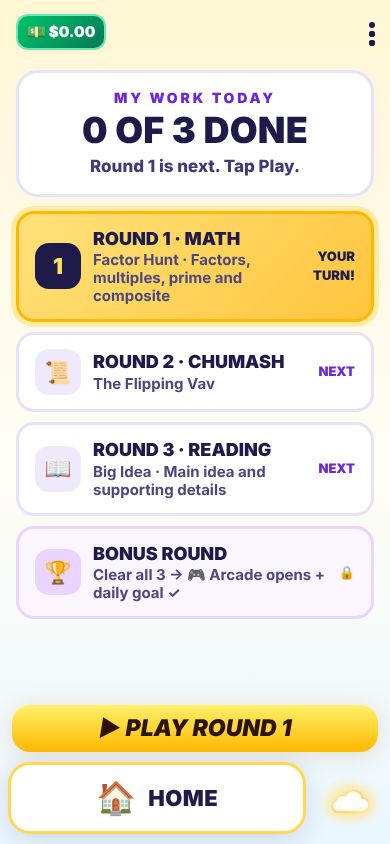 $0.00
MY WORK TODAY
0 OF 3 DONE
Round 1 is next. Tap Play.
1
ROUND 1 · MATH
Factor Hunt · Factors,
multiples, prime and
composite
YOUR
TURN!
ROUND 2 · CHUMASH
The Flipping Vav
NEXT
ROUND 3 · READING
Big Idea · Main idea and
supporting details
NEXT
BONUS ROUND
Clear all 3 → 🎮 Arcade opens +
daily goal ✓
▶ PLAY ROUND 1
HOME